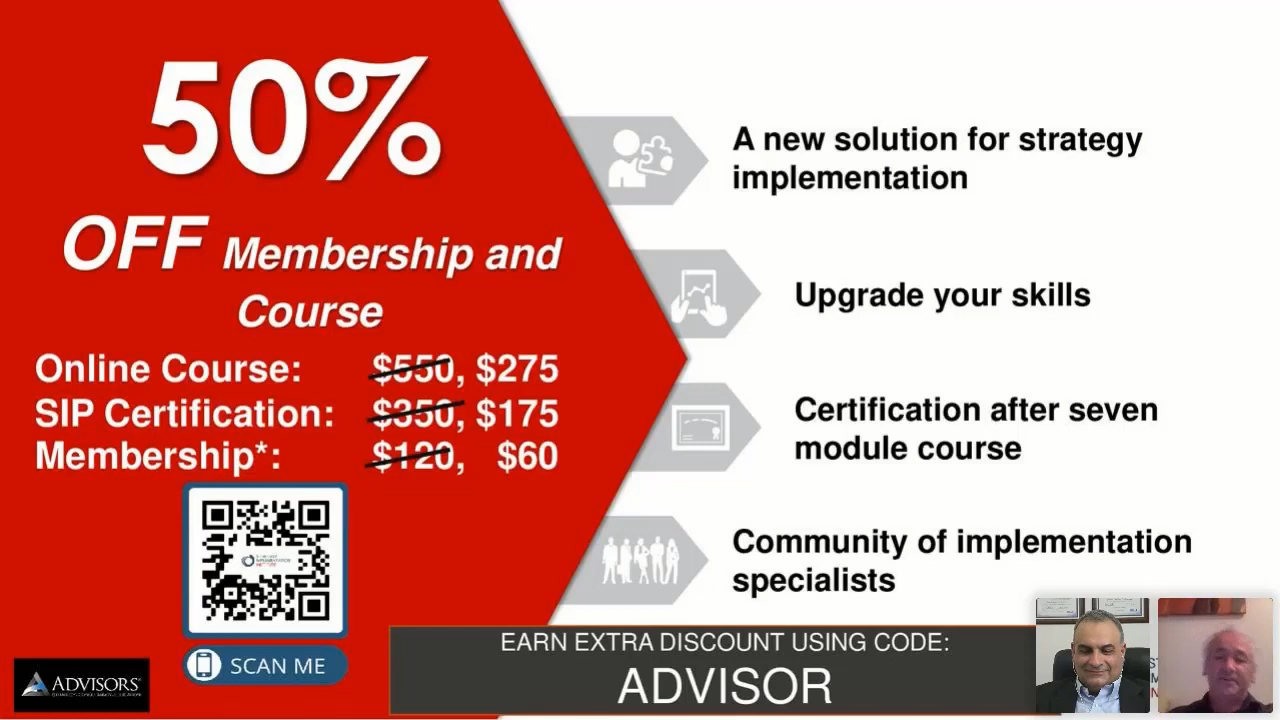 50%
OFF Membership and
Course
Online Course: $550, $275
SIP Certification: $350, $175
Membership*: $120, $60
SCAN ME
ADVISORS
A new solution for strategy
implementation
Upgrade your skills
Certification after seven
module course
Community of implementation
specialists
EARN EXTRA DISCOUNT USING CODE:
ADVISOR